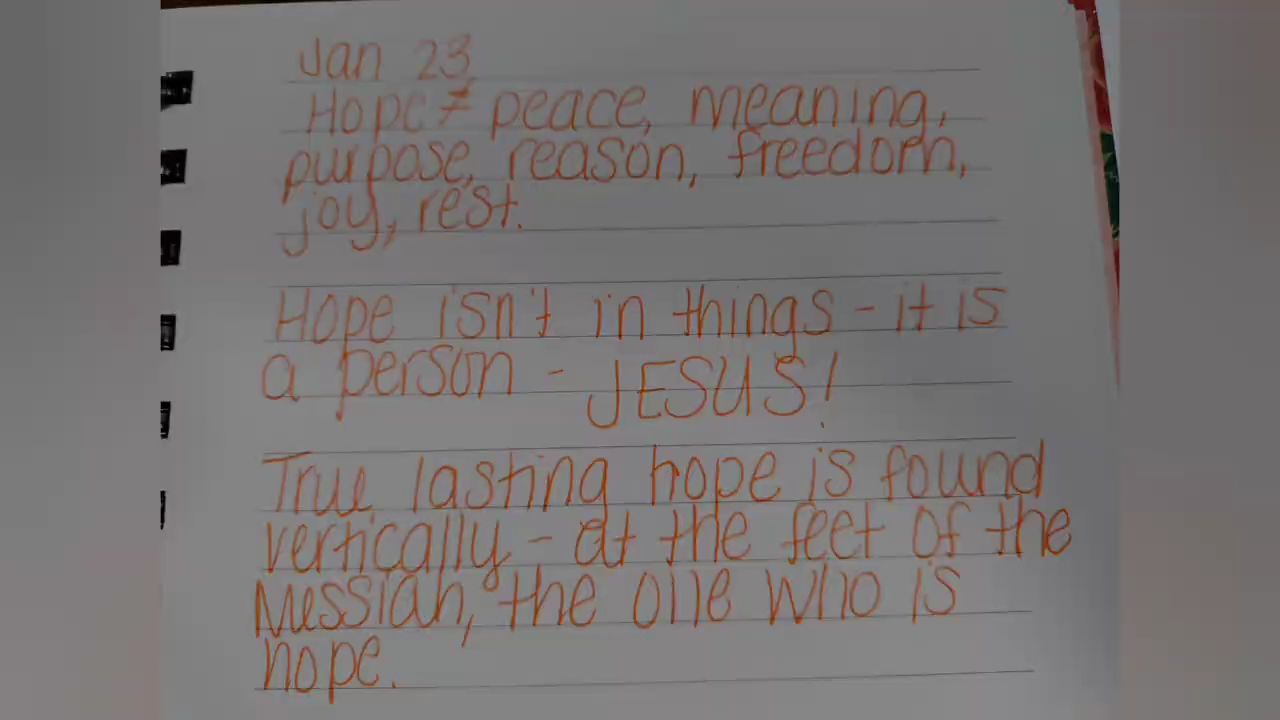 Jan 23
Hope ≠ peace, meaning,
purpose, reason, freedom,
joy, rest.
Hope isn't in things - it is
a person - JESUS!
True lasting hope is found
vertically - at the feet of the
Messiah, the one who is
hope.